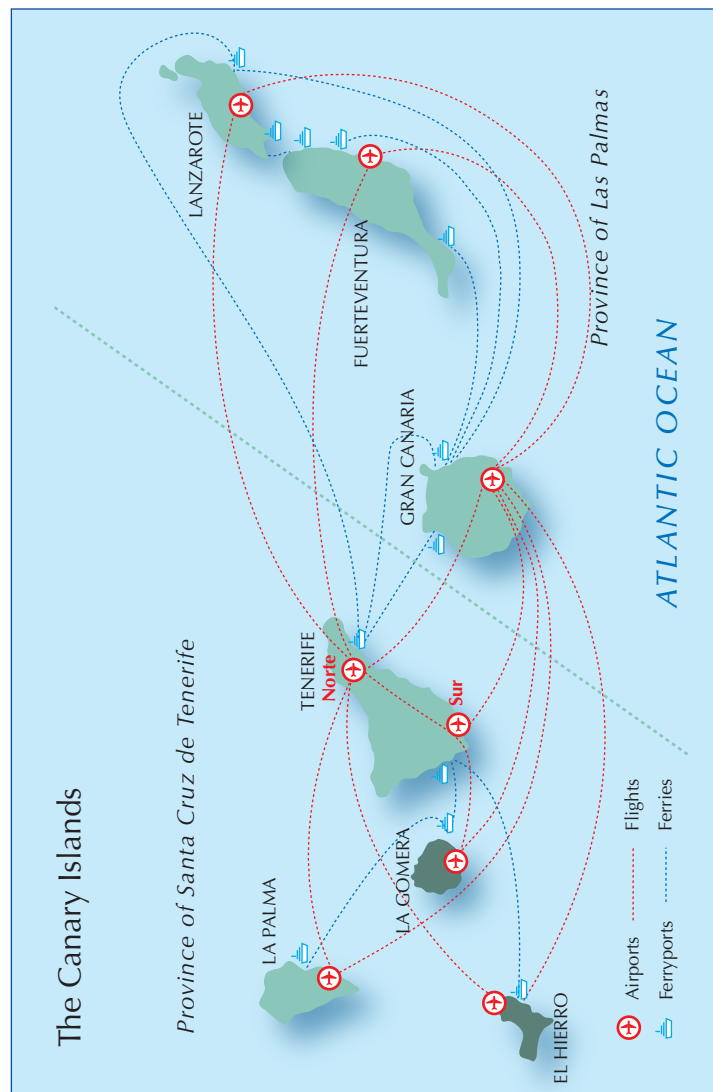 The Canary Islands
Province of Santa Cruz de Tenerife
LA PALMA
LA GOMERA
EL HIERRO
TENERIFE
Norte
Sur
GRAN CANARIA
FUERTEVENTURA
LANZAROTE
Province of Las Palmas
ATLANTIC OCEAN
Airports
Flights
Ferryports
Ferries